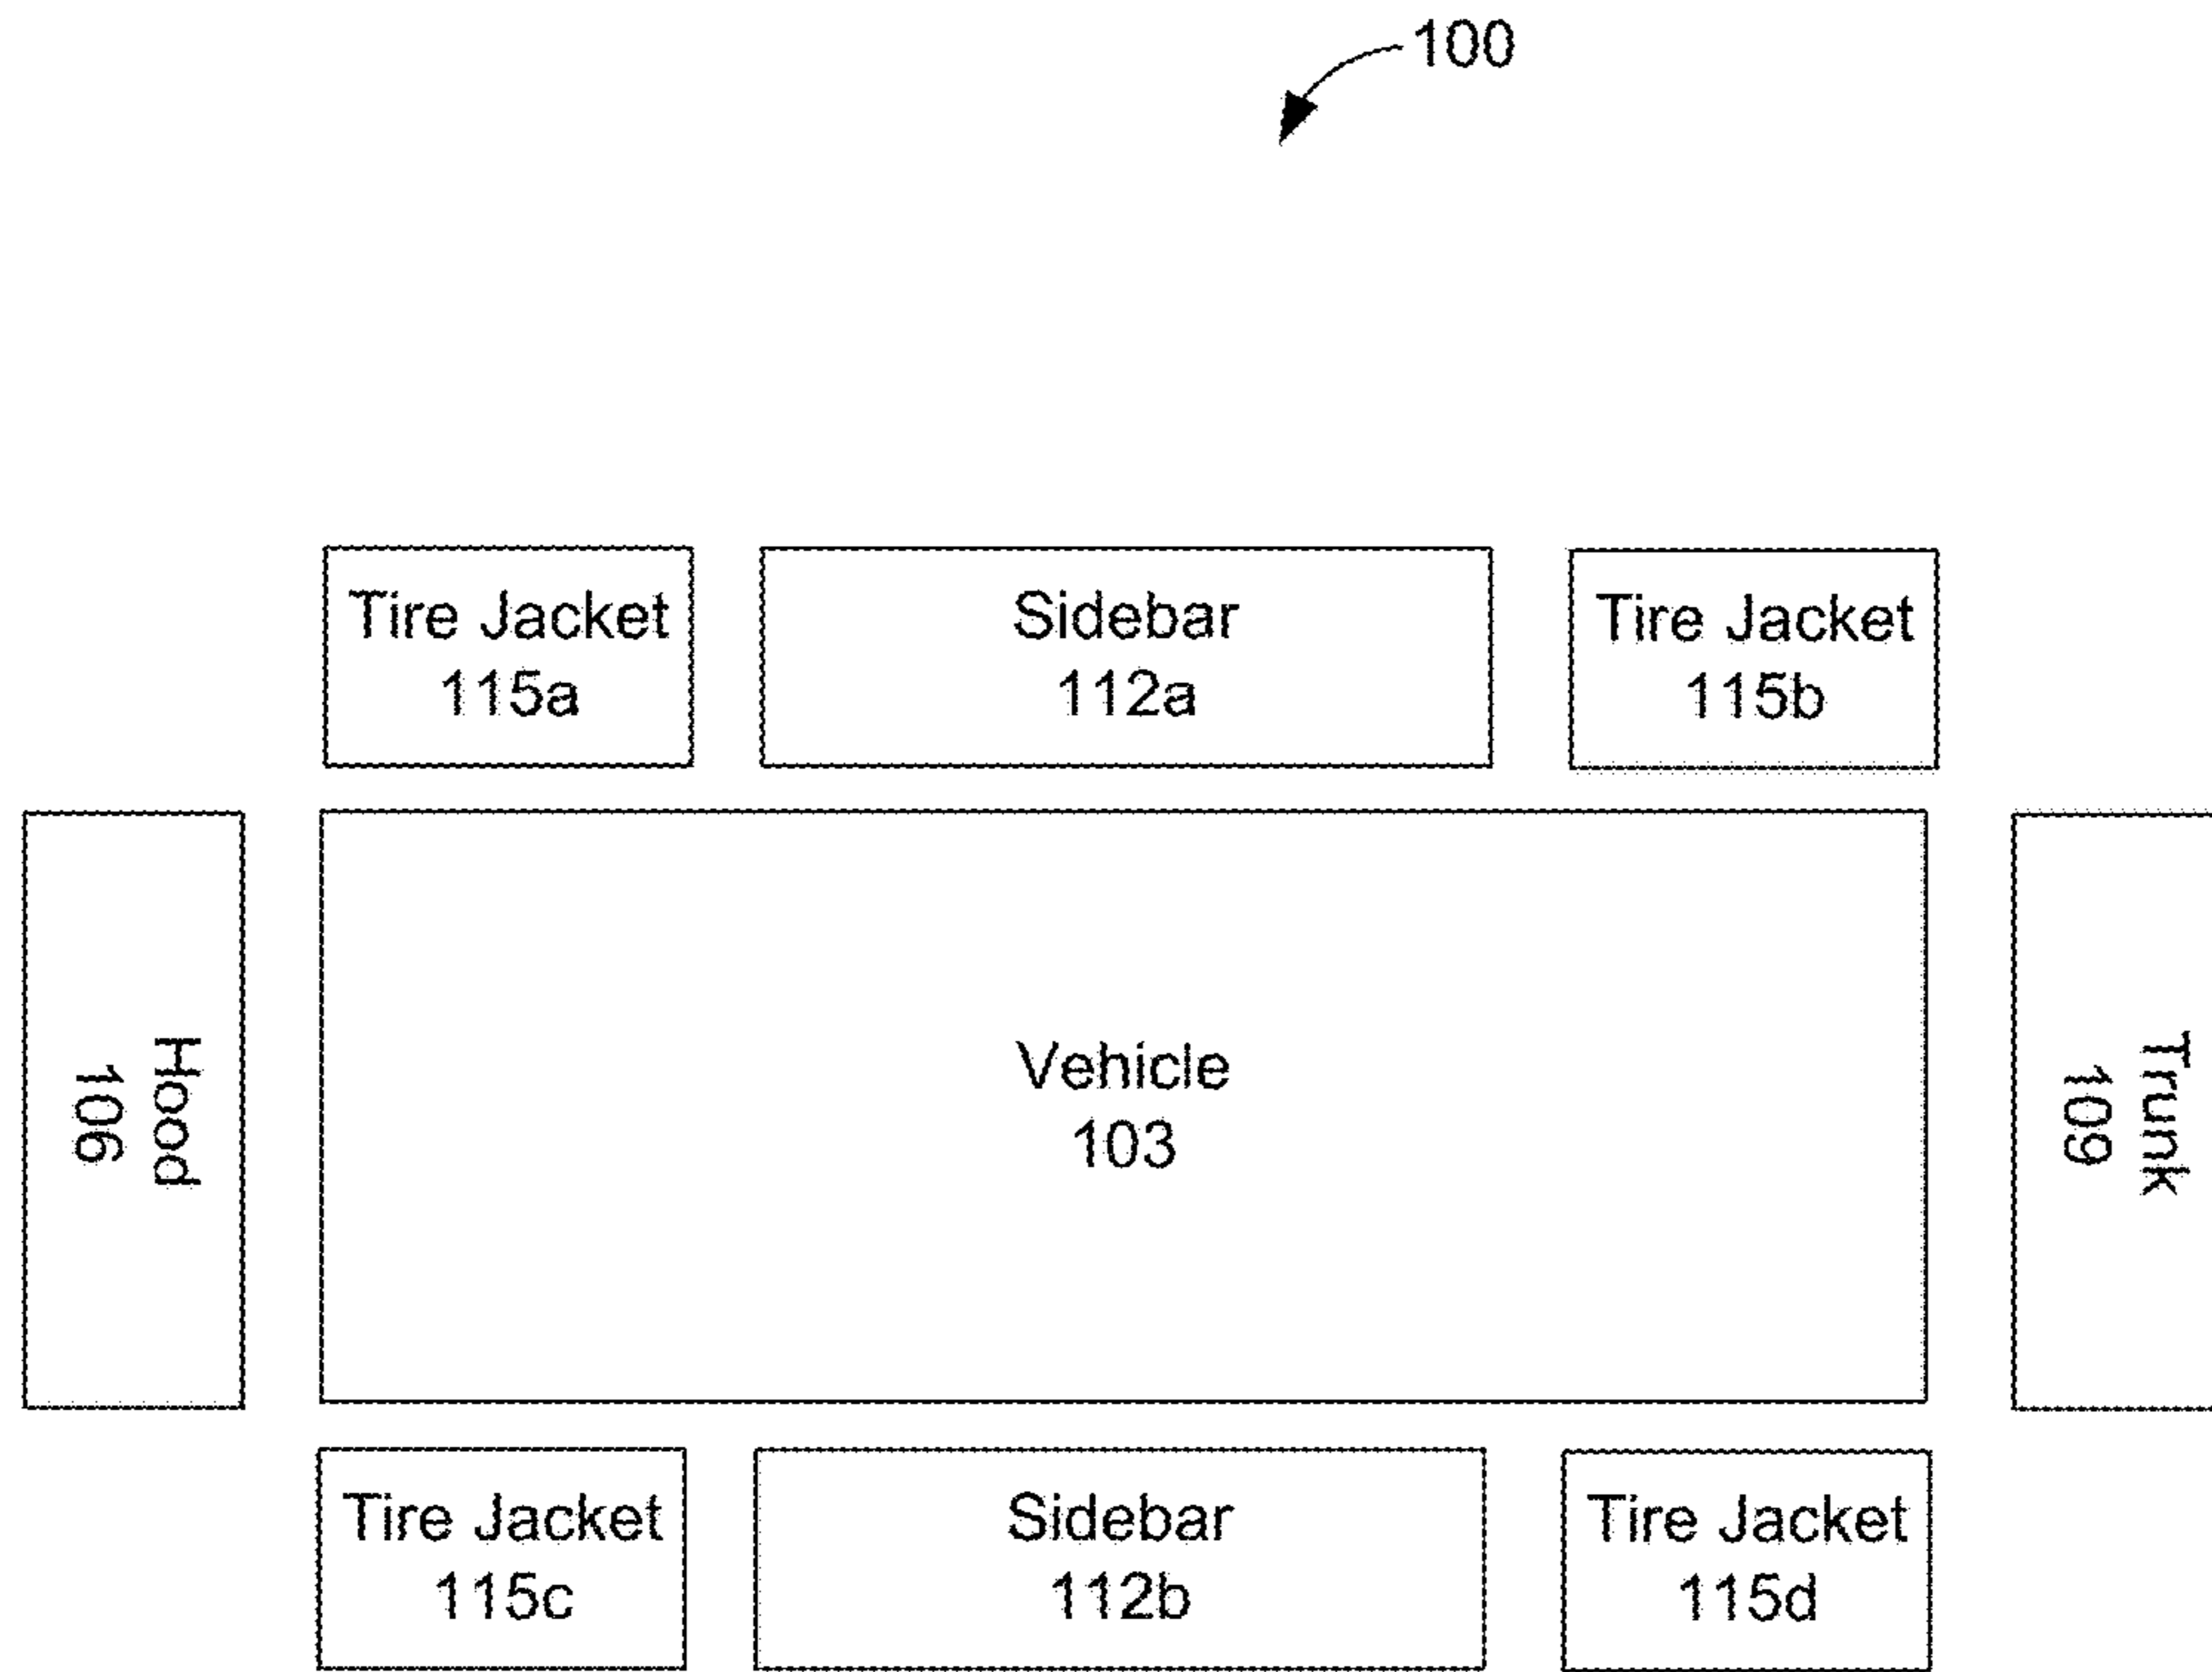 100
Tire Jacket
115a
Sidebar
112a
Tire Jacket
115b
Hood
106
Vehicle
103
Trunk
109
Tire Jacket
115c
Sidebar
112b
Tire Jacket
115d